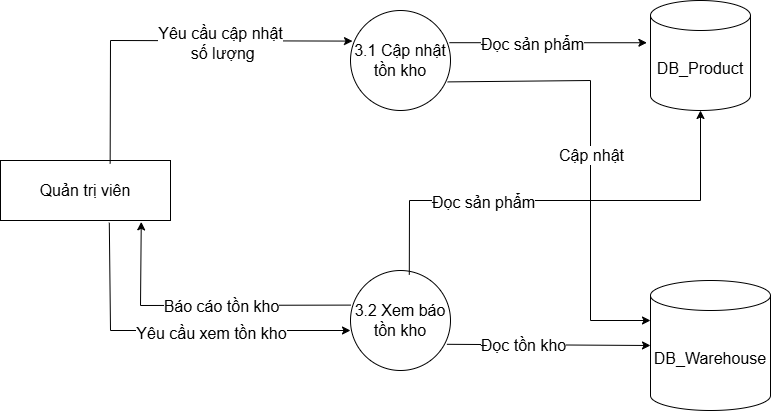 Yêu cầu cập nhật
số lượng
3.1 Cập nhật
tồn kho
Đọc sản phẩm
DB_Product
Cập nhật
Quản trị viên
Đọc sản phẩm
Báo cáo tồn kho
Yêu cầu xem tồn kho
3.2 Xem báo
tồn kho
Đọc tồn kho
DB_Warehouse